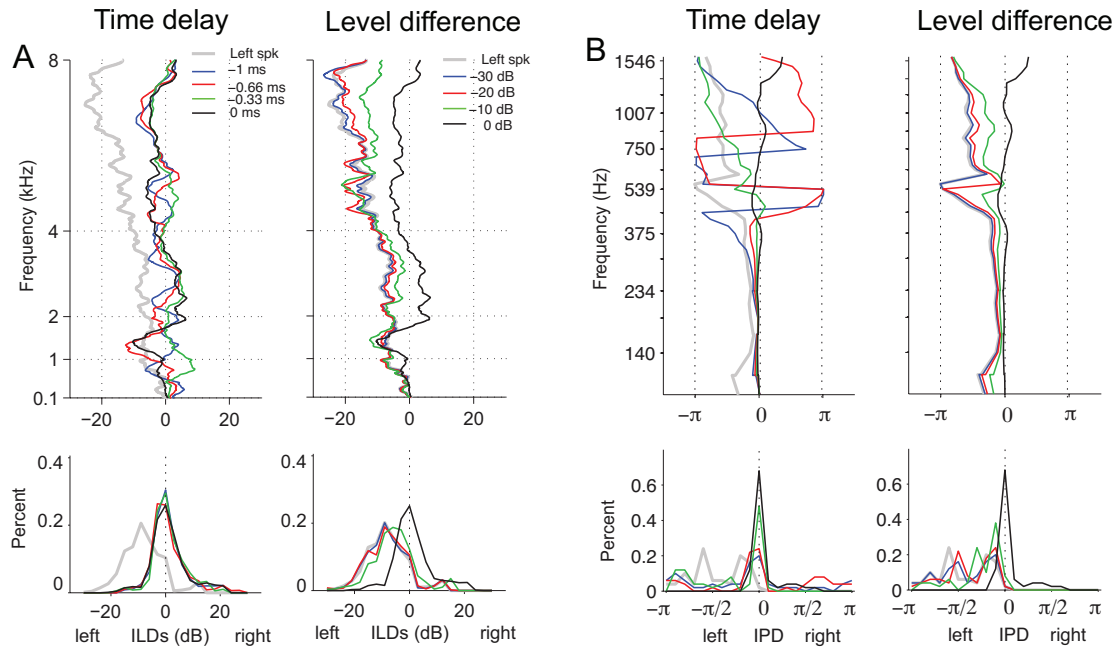 Time delay
Level difference
Time delay
Level difference
A
B
8
4
2
1
0.1
Frequency (kHz)
Left spk
−1 ms
−0.66 ms
−0.33 ms
0 ms
−20
0
20
Left spk
−30 dB
−20 dB
−10 dB
0 dB
−20
0
20
1546
1007
750
539
375
234
140
Frequency (Hz)
−π
0
π
−π
0
π
0.4
0.2
0
Percent
−20
0
20
left
ILDs (dB)
right
0.4
0.2
0
−20
0
20
left
ILDs (dB)
right
0.6
0.4
0.2
0
Percent
−π
−π/2
0
π/2
π
left
IPD
right
0.6
0.4
0.2
0
−π
−π/2
0
π/2
π
left
IPD
right